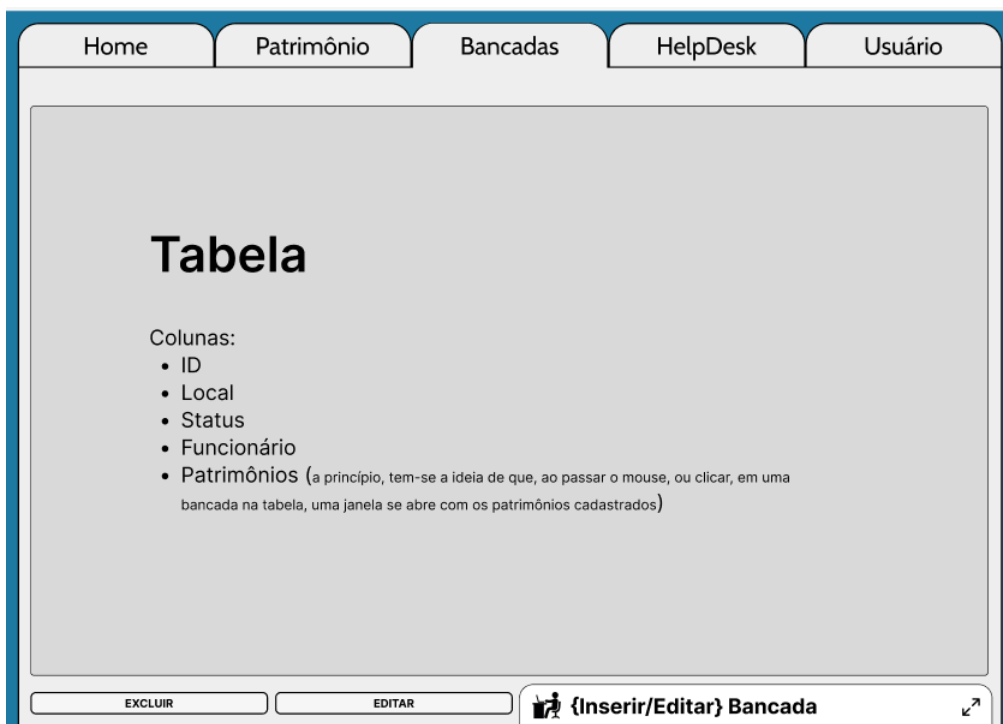 Home Patrimônio Bancadas HelpDesk Usuário
Tabela
Colunas:
• ID
• Local
• Status
• Funcionário
• Patrimônios (a princípio, tem-se a ideia de que, ao passar o mouse, ou clicar, em uma
bancada na tabela, uma janela se abre com os patrimônios cadastrados)
EXCLUIR EDITAR {Inserir/Editar} Bancada